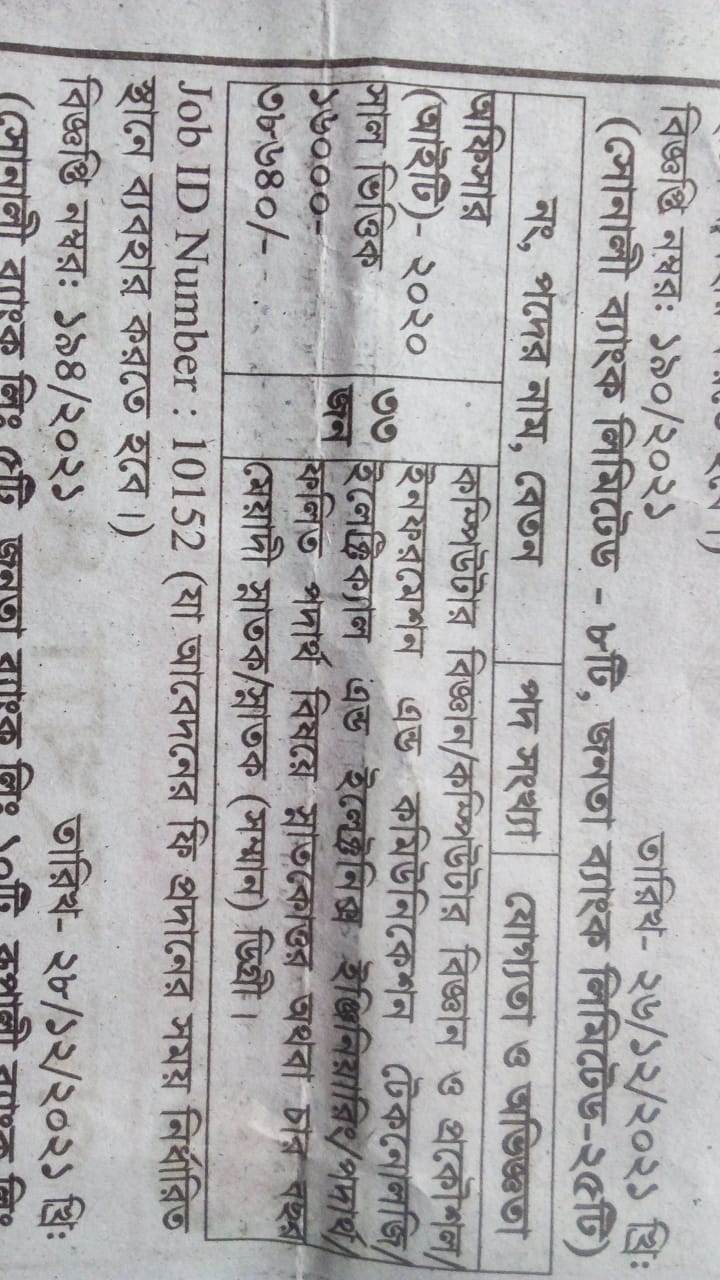 বিজ্ঞপ্তি নম্বর: ১৯০/২০২১ তারিখ- ২৬/১২/২০২১ খ্রি:
(সোনালী ব্যাংক লিমিটেড - ৮টি, জনতা ব্যাংক লিমিটেড-২৫টি)
নং, পদের নাম, বেতন পদ সংখ্যা যোগ্যতা ও অভিজ্ঞতা
অফিসার
(আইটি)- ২০২০
সাল ভিত্তিক
১৬০০০-
৩৮৬৪০/-
৩৩
জন
কম্পিউটার বিজ্ঞান/কম্পিউটার বিজ্ঞান ও প্রকৌশল/
ইনফরমেশন এন্ড কমিউনিকেশন টেকনোলজি/
ইলেক্ট্রিক্যাল এন্ড ইলেক্ট্রনিক্স ইঞ্জিনিয়ারিং/পদার্থ/
ফলিত পদার্থ বিষয়ে স্নাতকোত্তর অথবা চার বছর
মেয়াদী স্নাতক/স্নাতক (সম্মান) ডিগ্রী।
Job ID Number : 10152 (যা আবেদনের ফি প্রদানের সময় নির্ধারিত
স্থানে ব্যবহার করতে হবে।)
বিজ্ঞপ্তি নম্বর: ১৯৪/২০২১ তারিখ- ২৮/১২/২০২১ খ্রি:
(সোনালী ব্যাংক লিঃ ৫টি জনতা ব্যাংক লিঃ ১০টি রূপালী ব্যাংক লিঃ